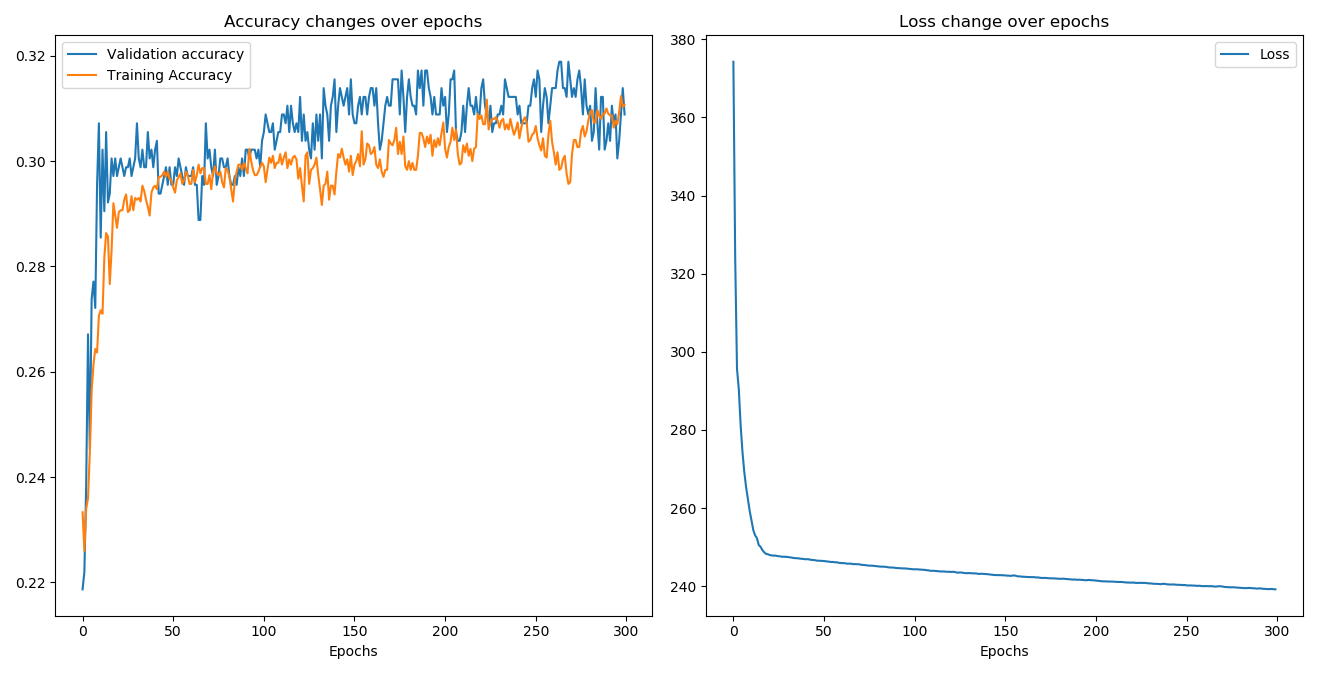 Accuracy changes over epochs
Validation accuracy
Training Accuracy
0.32
0.30
0.28
0.26
0.24
0.22
0 50 100 150 200 250 300
Epochs
Loss change over epochs
Loss
380
360
340
320
300
280
260
240
0 50 100 150 200 250 300
Epochs